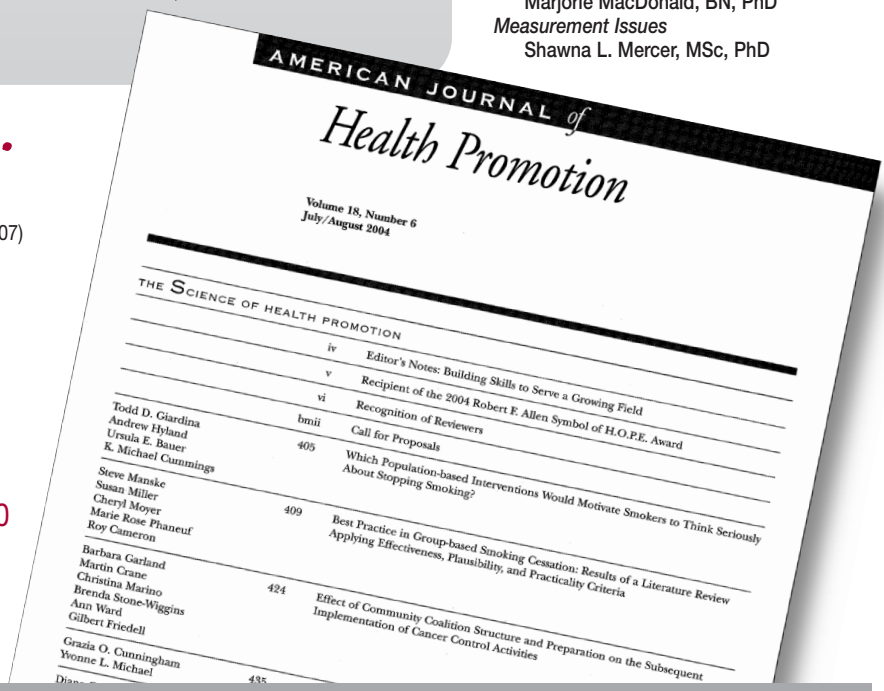 Marjorie MacDonald, BN, PhD
Measurement Issues
Shawna L. Mercer, MSc, PhD
07)
0
AMERICAN JOURNAL of
Health Promotion
Volume 18, Number 6
July/August 2004
THE SCIENCE OF HEALTH PROMOTION
iv Editor's Notes: Building Skills to Serve a Growing Field
v Recipient of the 2004 Robert F. Allen Symbol of H.O.P.E. Award
vi Recognition of Reviewers
bmii Call for Proposals
Todd D. Giardina
Andrew Hyland
Ursula E. Bauer
K. Michael Cummings
405 Which Population-based Interventions Would Motivate Smokers to Think Seriously
About Stopping Smoking?
Steve Manske
Susan Miller
Cheryl Moyer
Marie Rose Phaneuf
Roy Cameron
409 Best Practice in Group-based Smoking Cessation: Results of a Literature Review
Applying Effectiveness, Plausibility, and Practicality Criteria
Barbara Garland
Martin Crane
Christina Marino
Brenda Stone-Wiggins
Ann Ward
Gilbert Friedell
424 Effect of Community Coalition Structure and Preparation on the Subsequent
Implementation of Cancer Control Activities
Grazia O. Cunningham
Yvonne L. Michael
435